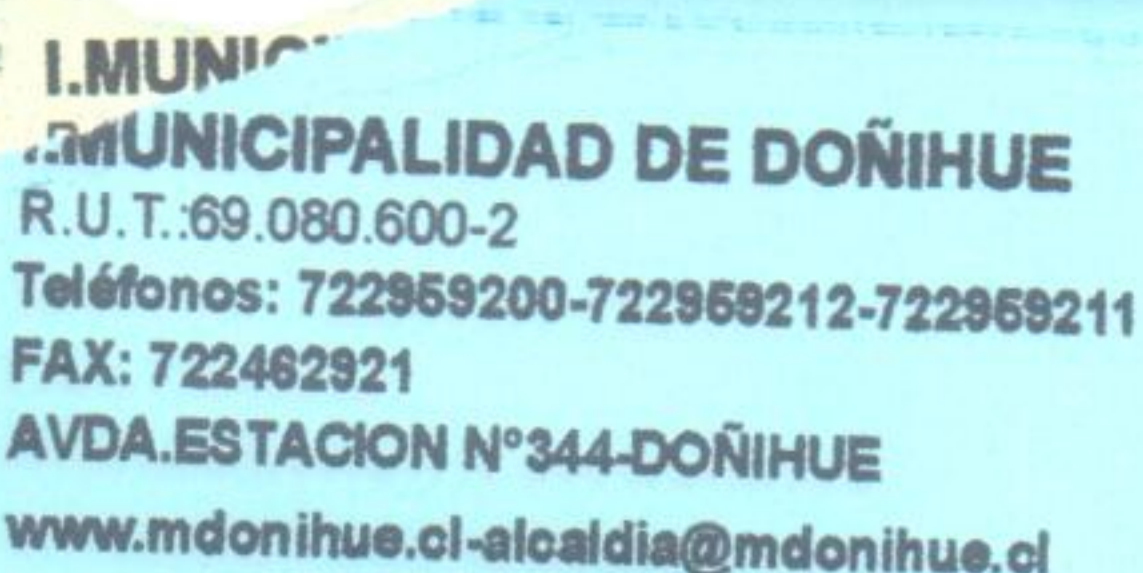 I.MUNICIPALIDAD DE DOÑIHUE
R.U.T.:69.080.600-2
Teléfonos: 722959200-722959212-722959211
FAX: 722462921
AVDA.ESTACION N°344-DOÑIHUE
www.mdonihue.cl-alcaldia@mdonihue.cl